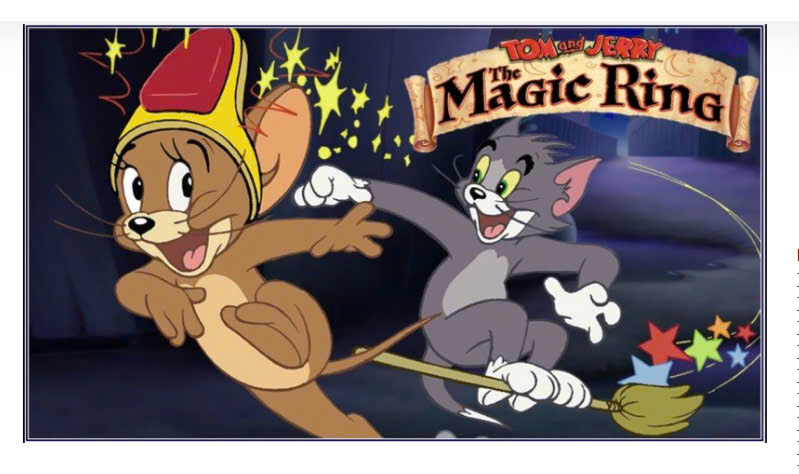 TOM and JERRY
The
Magic Ring